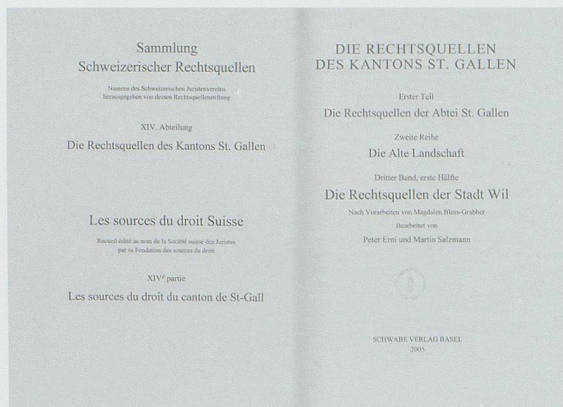 Sammlung
Schweizerischer Rechtsquellen
Namens des Schweizerischen Juristenvereins
herausgegeben von dessen Rechtsquellenstiftung
XIV. Abteilung
Die Rechtsquellen des Kantons St. Gallen
Les sources du droit Suisse
Recueil édité au nom de la Société suisse des Juristes
par sa Fondation des sources du droit
XIVe partie
Les sources du droit du canton de St-Gall
DIE RECHTSQUELLEN
DES KANTONS ST. GALLEN
Erster Teil
Die Rechtsquellen der Abtei St. Gallen
Zweite Reihe
Die Alte Landschaft
Dritter Band, erste Hälfte
Die Rechtsquellen der Stadt Wil
Nach Vorarbeiten von Magdalen Bless-Grabher
Bearbeitet von
Peter Erni und Martin Salzmann
SCHWABE VERLAG BASEL
2005